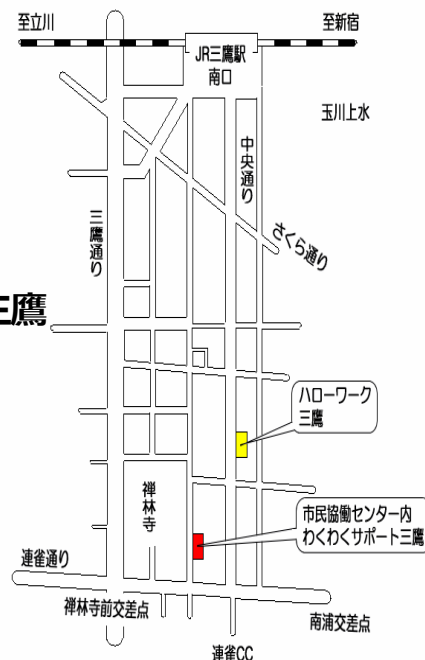 至立川
至新宿
JR三鷹駅
南口
玉川上水
中央通り
さくら通り
三鷹通り
三鷹
ハローワーク
三鷹
禅林寺
市民協働センター内
わくわくサポート三鷹
連雀通り
禅林寺前交差点
南浦交差点
連雀CC